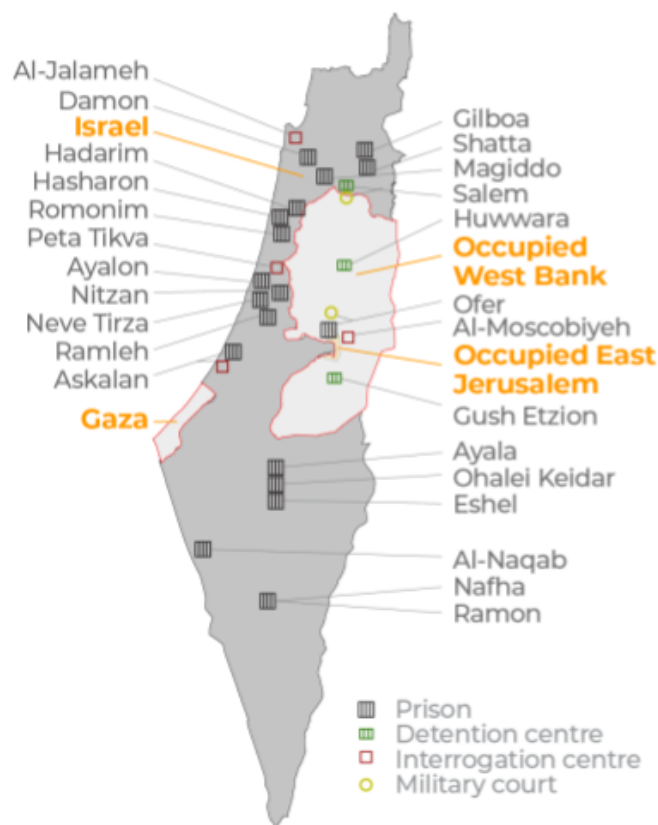 Al-Jalameh
Damon
Israel
Hadarim
Hasharon
Romonim
Peta Tikva
Ayalon
Nitzan
Neve Tirza
Ramleh
Askalan
Gaza
Gilboa
Shatta
Magiddo
Salem
Huwwara
Occupied
West Bank
Ofer
Al-Moscobiyeh
Occupied East
Jerusalem
Gush Etzion
Ayala
Ohalei Keidar
Eshel
Al-Naqab
Nafha
Ramon
Prison
Detention centre
Interrogation centre
Military court